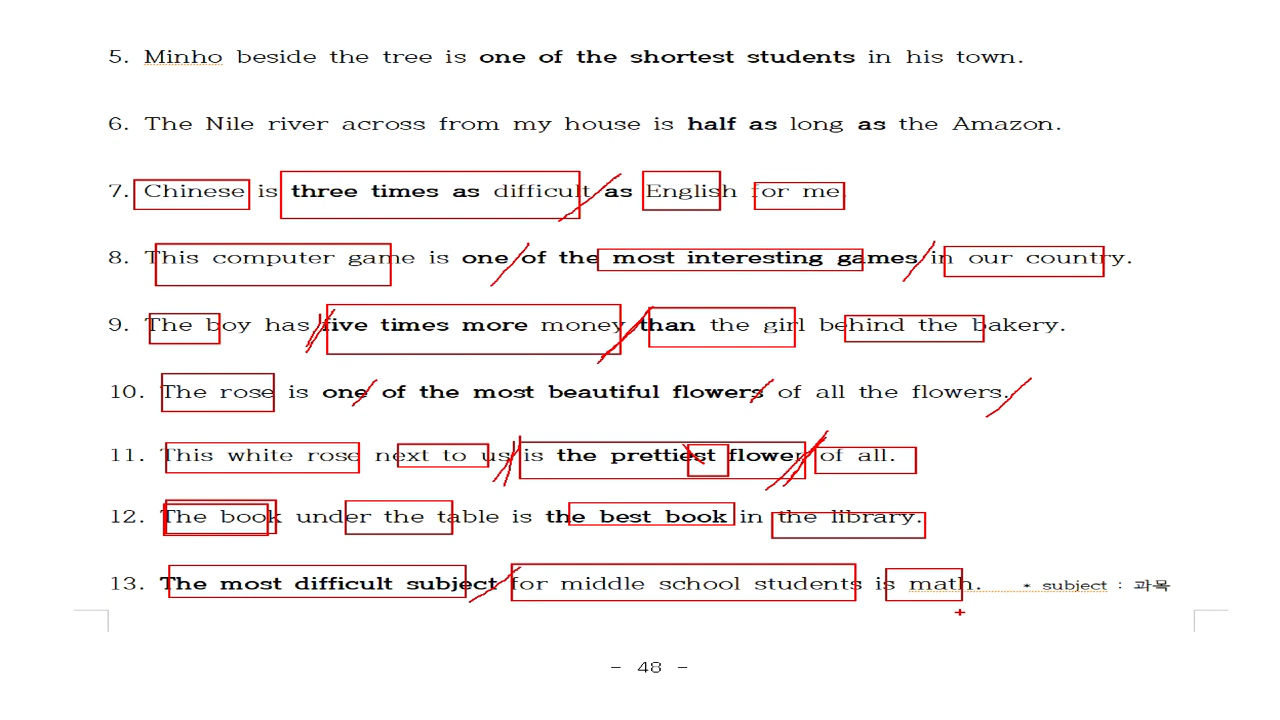 5. Minho beside the tree is one of the shortest students in his town.
6. The Nile river across from my house is half as long as the Amazon.
7. Chinese is three times as difficult as English for me.
8. This computer game is one of the most interesting games in our country.
9. The boy has five times more money than the girl behind the bakery.
10. The rose is one of the most beautiful flowers of all the flowers.
11. This white rose next to us is the prettiest flower of all.
12. The book under the table is the best book in the library.
13. The most difficult subject for middle school students is math. * subject : 과목
- 48 -